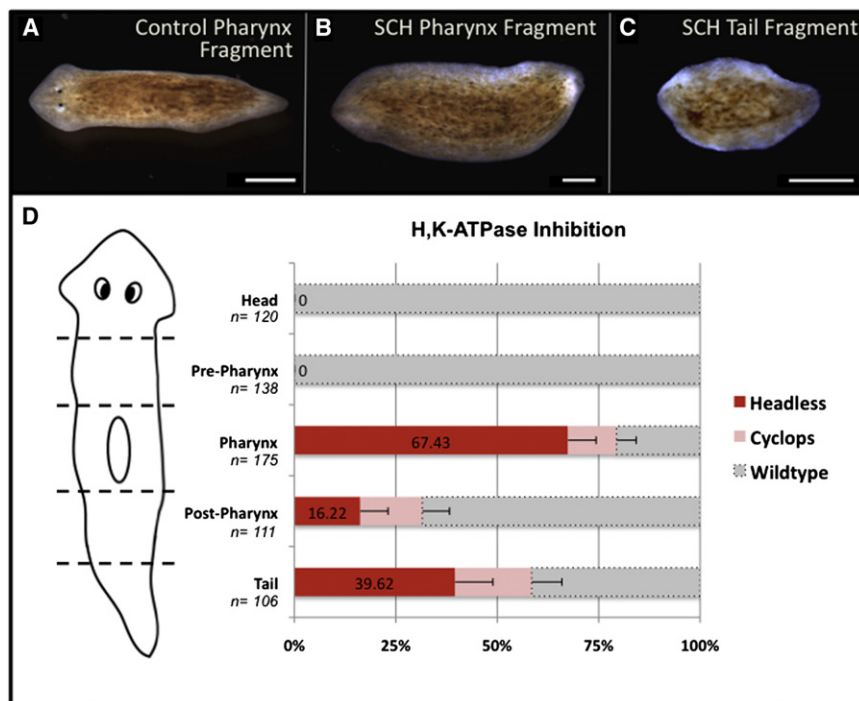 A
Control Pharynx
Fragment
B
SCH Pharynx Fragment
C
SCH Tail Fragment
D
H,K-ATPase Inhibition
Head
n= 120
0
Pre-Pharynx
n= 138
0
Pharynx
n= 175
67.43
Post-Pharynx
n= 111
16.22
Tail
n= 106
39.62
0%
25%
50%
75%
100%
Headless
Cyclops
Wildtype